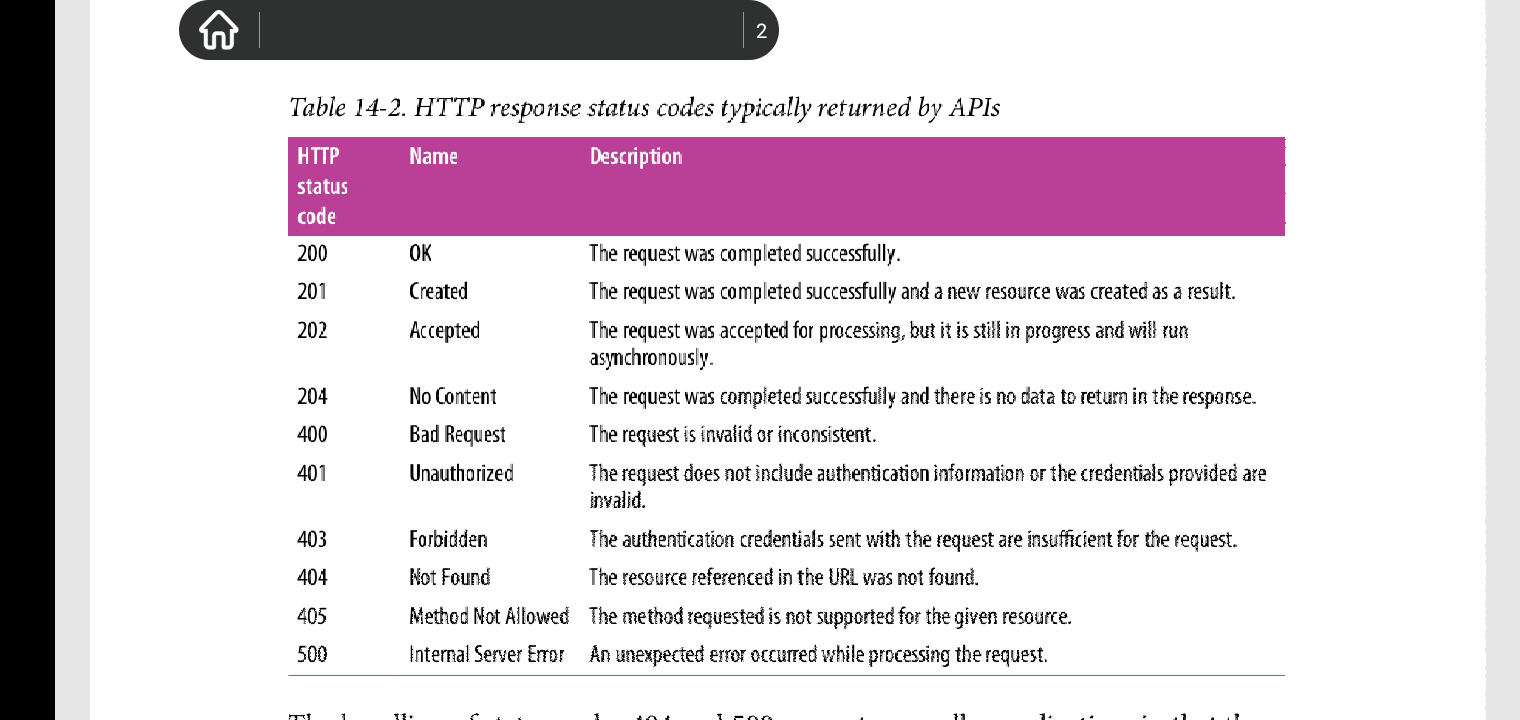 2
Table 14-2. HTTP response status codes typically returned by APIs
HTTP status code Name Description
200 OK The request was completed successfully.
201 Created The request was completed successfully and a new resource was created as a result.
202 Accepted The request was accepted for processing, but it is still in progress and will run
asynchronously.
204 No Content The request was completed successfully and there is no data to return in the response.
400 Bad Request The request is invalid or inconsistent.
401 Unauthorized The request does not include authentication information or the credentials provided are
invalid.
403 Forbidden The authentication credentials sent with the request are insufficient for the request.
404 Not Found The resource referenced in the URL was not found.
405 Method Not Allowed The method requested is not supported for the given resource.
500 Internal Server Error An unexpected error occurred while processing the request.